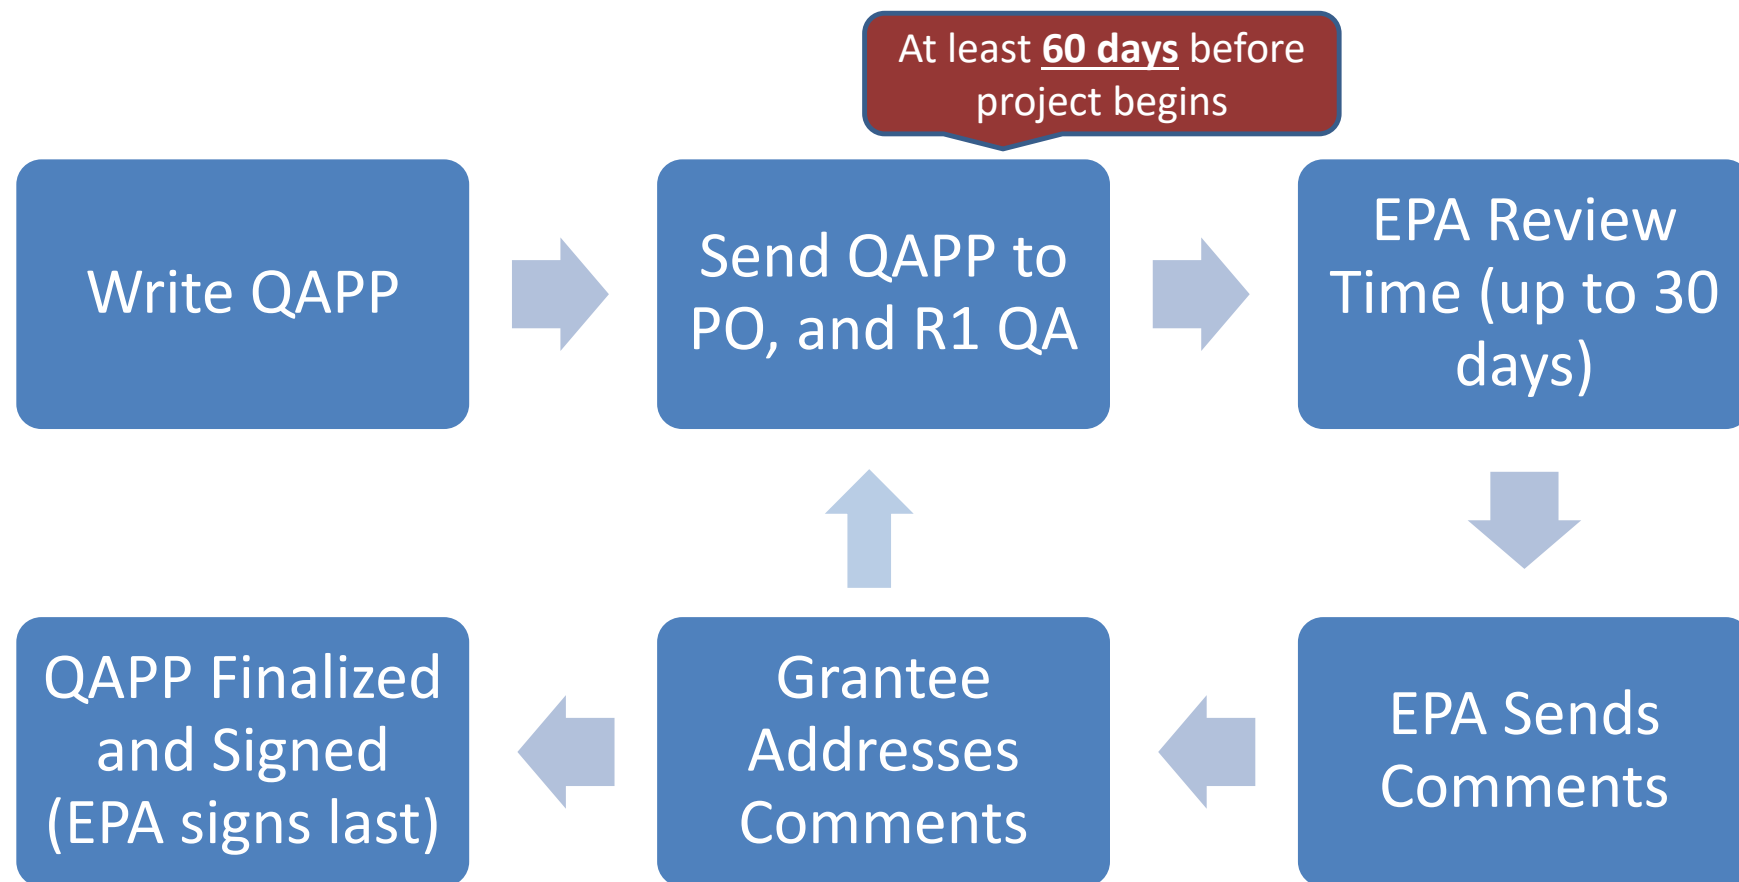 At least 60 days before
project begins
Write QAPP
Send QAPP to
PO, and R1 QA
EPA Review
Time (up to 30
days)
EPA Sends
Comments
Grantee
Addresses
Comments
QAPP Finalized
and Signed
(EPA signs last)